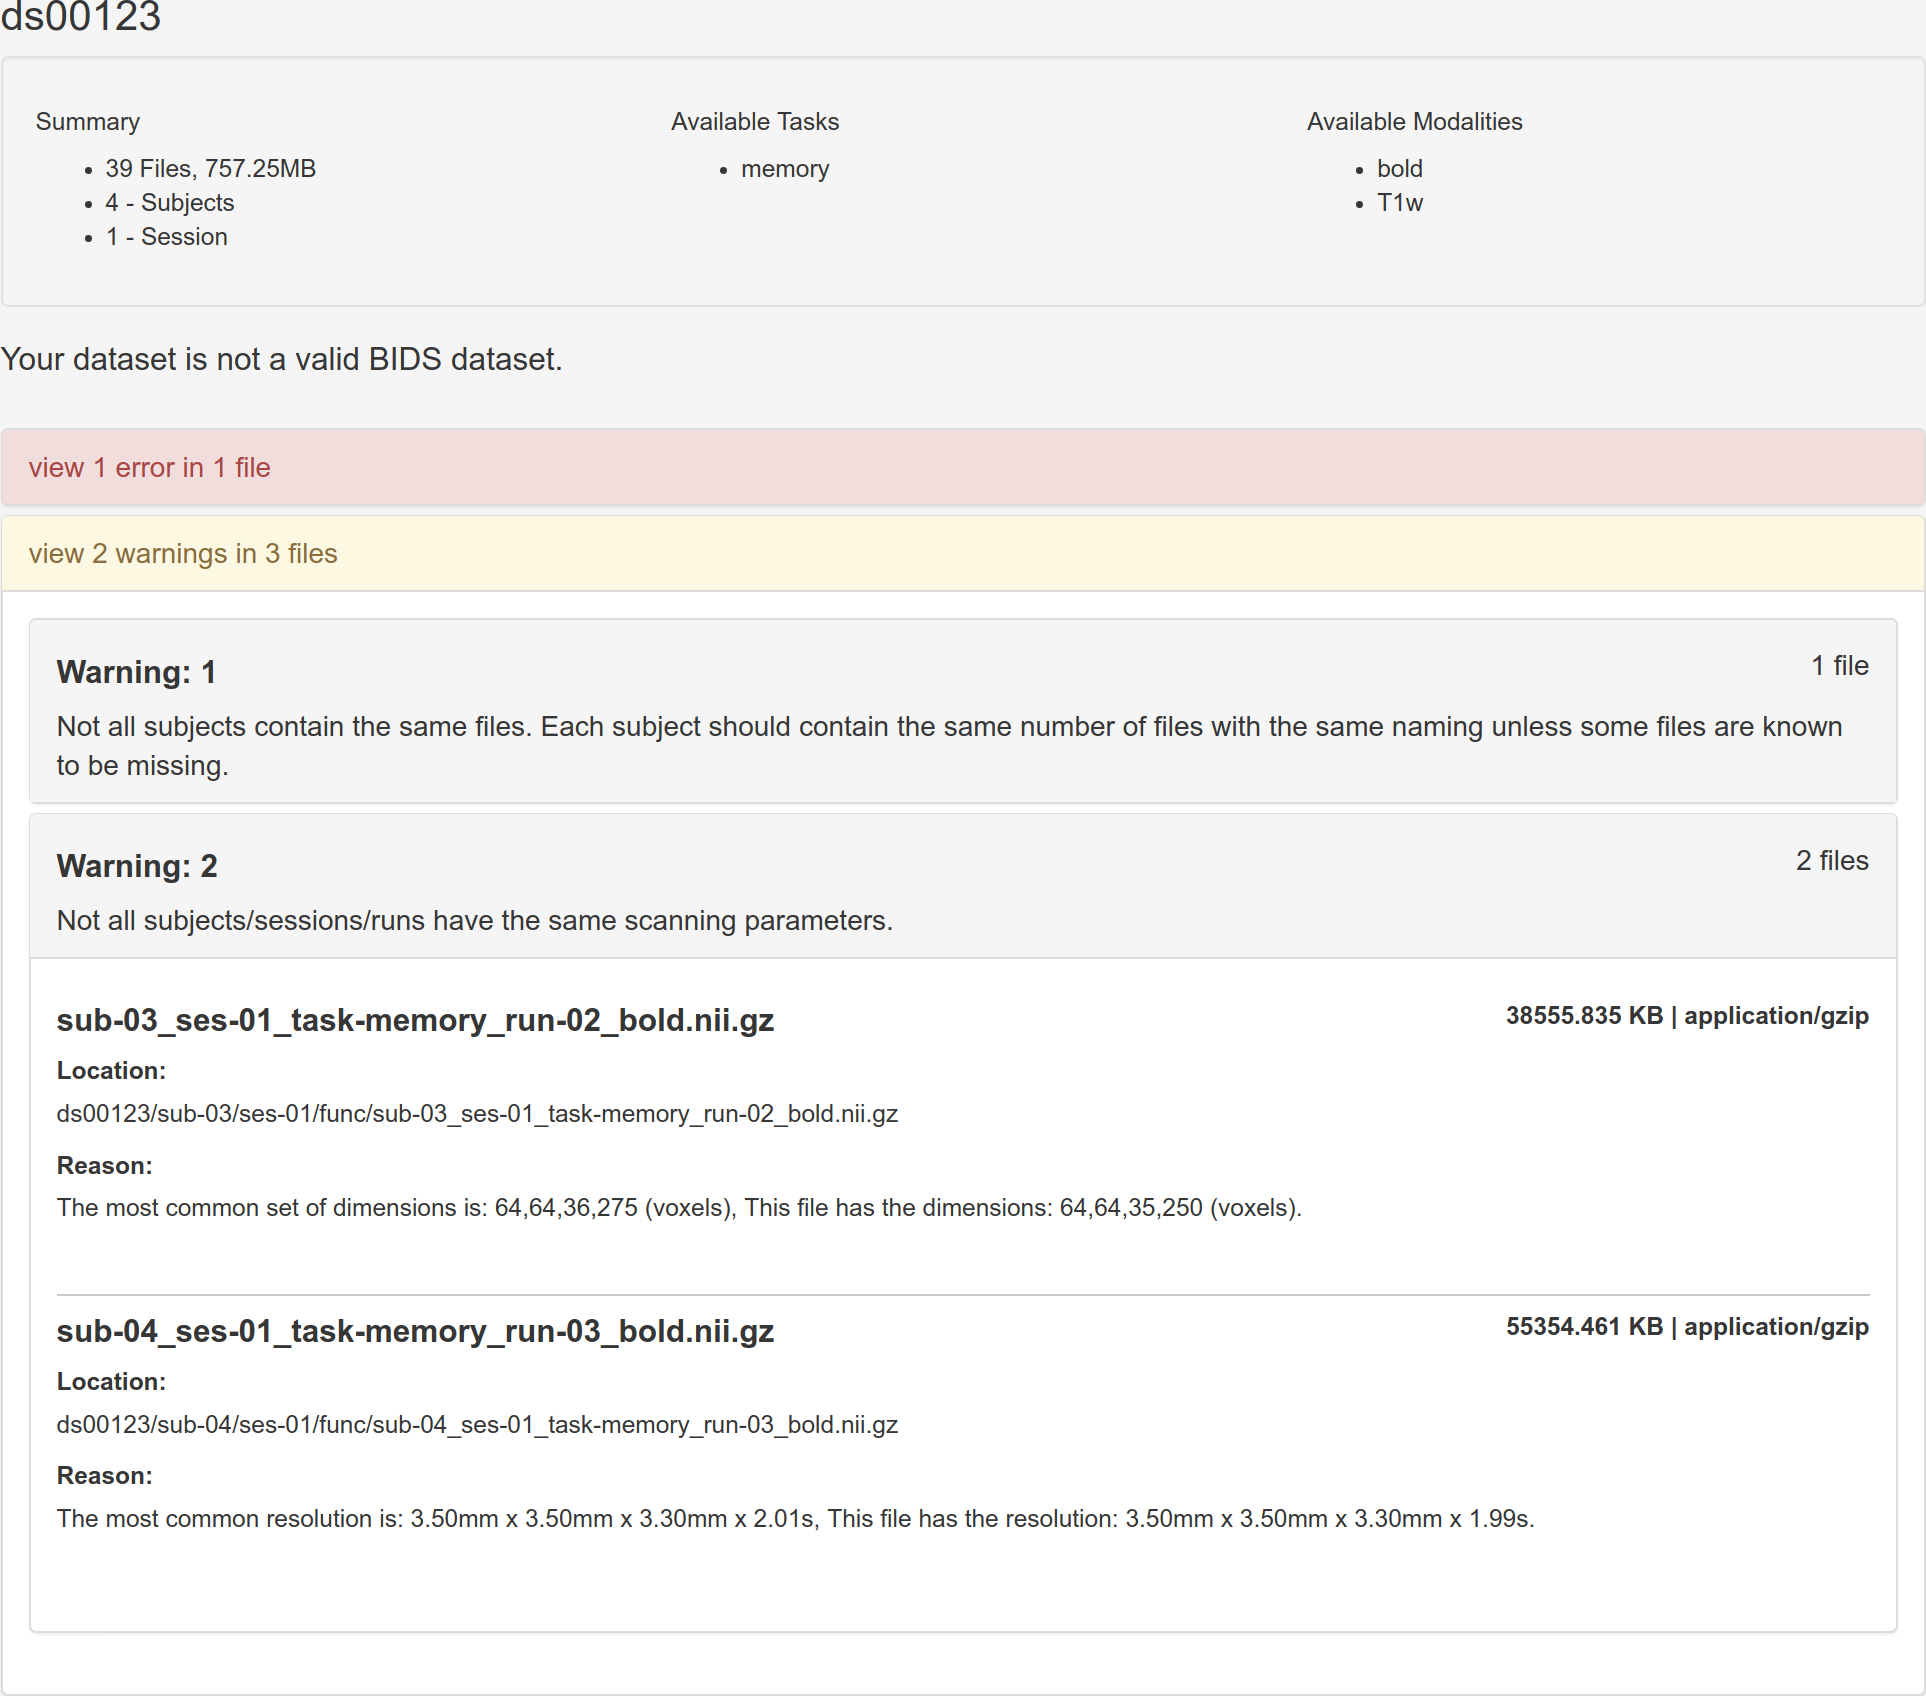 ds00123
Summary
39 Files, 757.25MB
4 - Subjects
1 - Session
Available Tasks
memory
Available Modalities
bold
T1w
Your dataset is not a valid BIDS dataset.
view 1 error in 1 file
view 2 warnings in 3 files
Warning: 1
1 file
Not all subjects contain the same files. Each subject should contain the same number of files with the same naming unless some files are known
to be missing.
Warning: 2
2 files
Not all subjects/sessions/runs have the same scanning parameters.
sub-03_ses-01_task-memory_run-02_bold.nii.gz
38555.835 KB | application/gzip
Location:
ds00123/sub-03/ses-01/func/sub-03_ses-01_task-memory_run-02_bold.nii.gz
Reason:
The most common set of dimensions is: 64,64,36,275 (voxels), This file has the dimensions: 64,64,35,250 (voxels).
sub-04_ses-01_task-memory_run-03_bold.nii.gz
55354.461 KB | application/gzip
Location:
ds00123/sub-04/ses-01/func/sub-04_ses-01_task-memory_run-03_bold.nii.gz
Reason:
The most common resolution is: 3.50mm x 3.50mm x 3.30mm x 2.01s, This file has the resolution: 3.50mm x 3.50mm x 3.30mm x 1.99s.